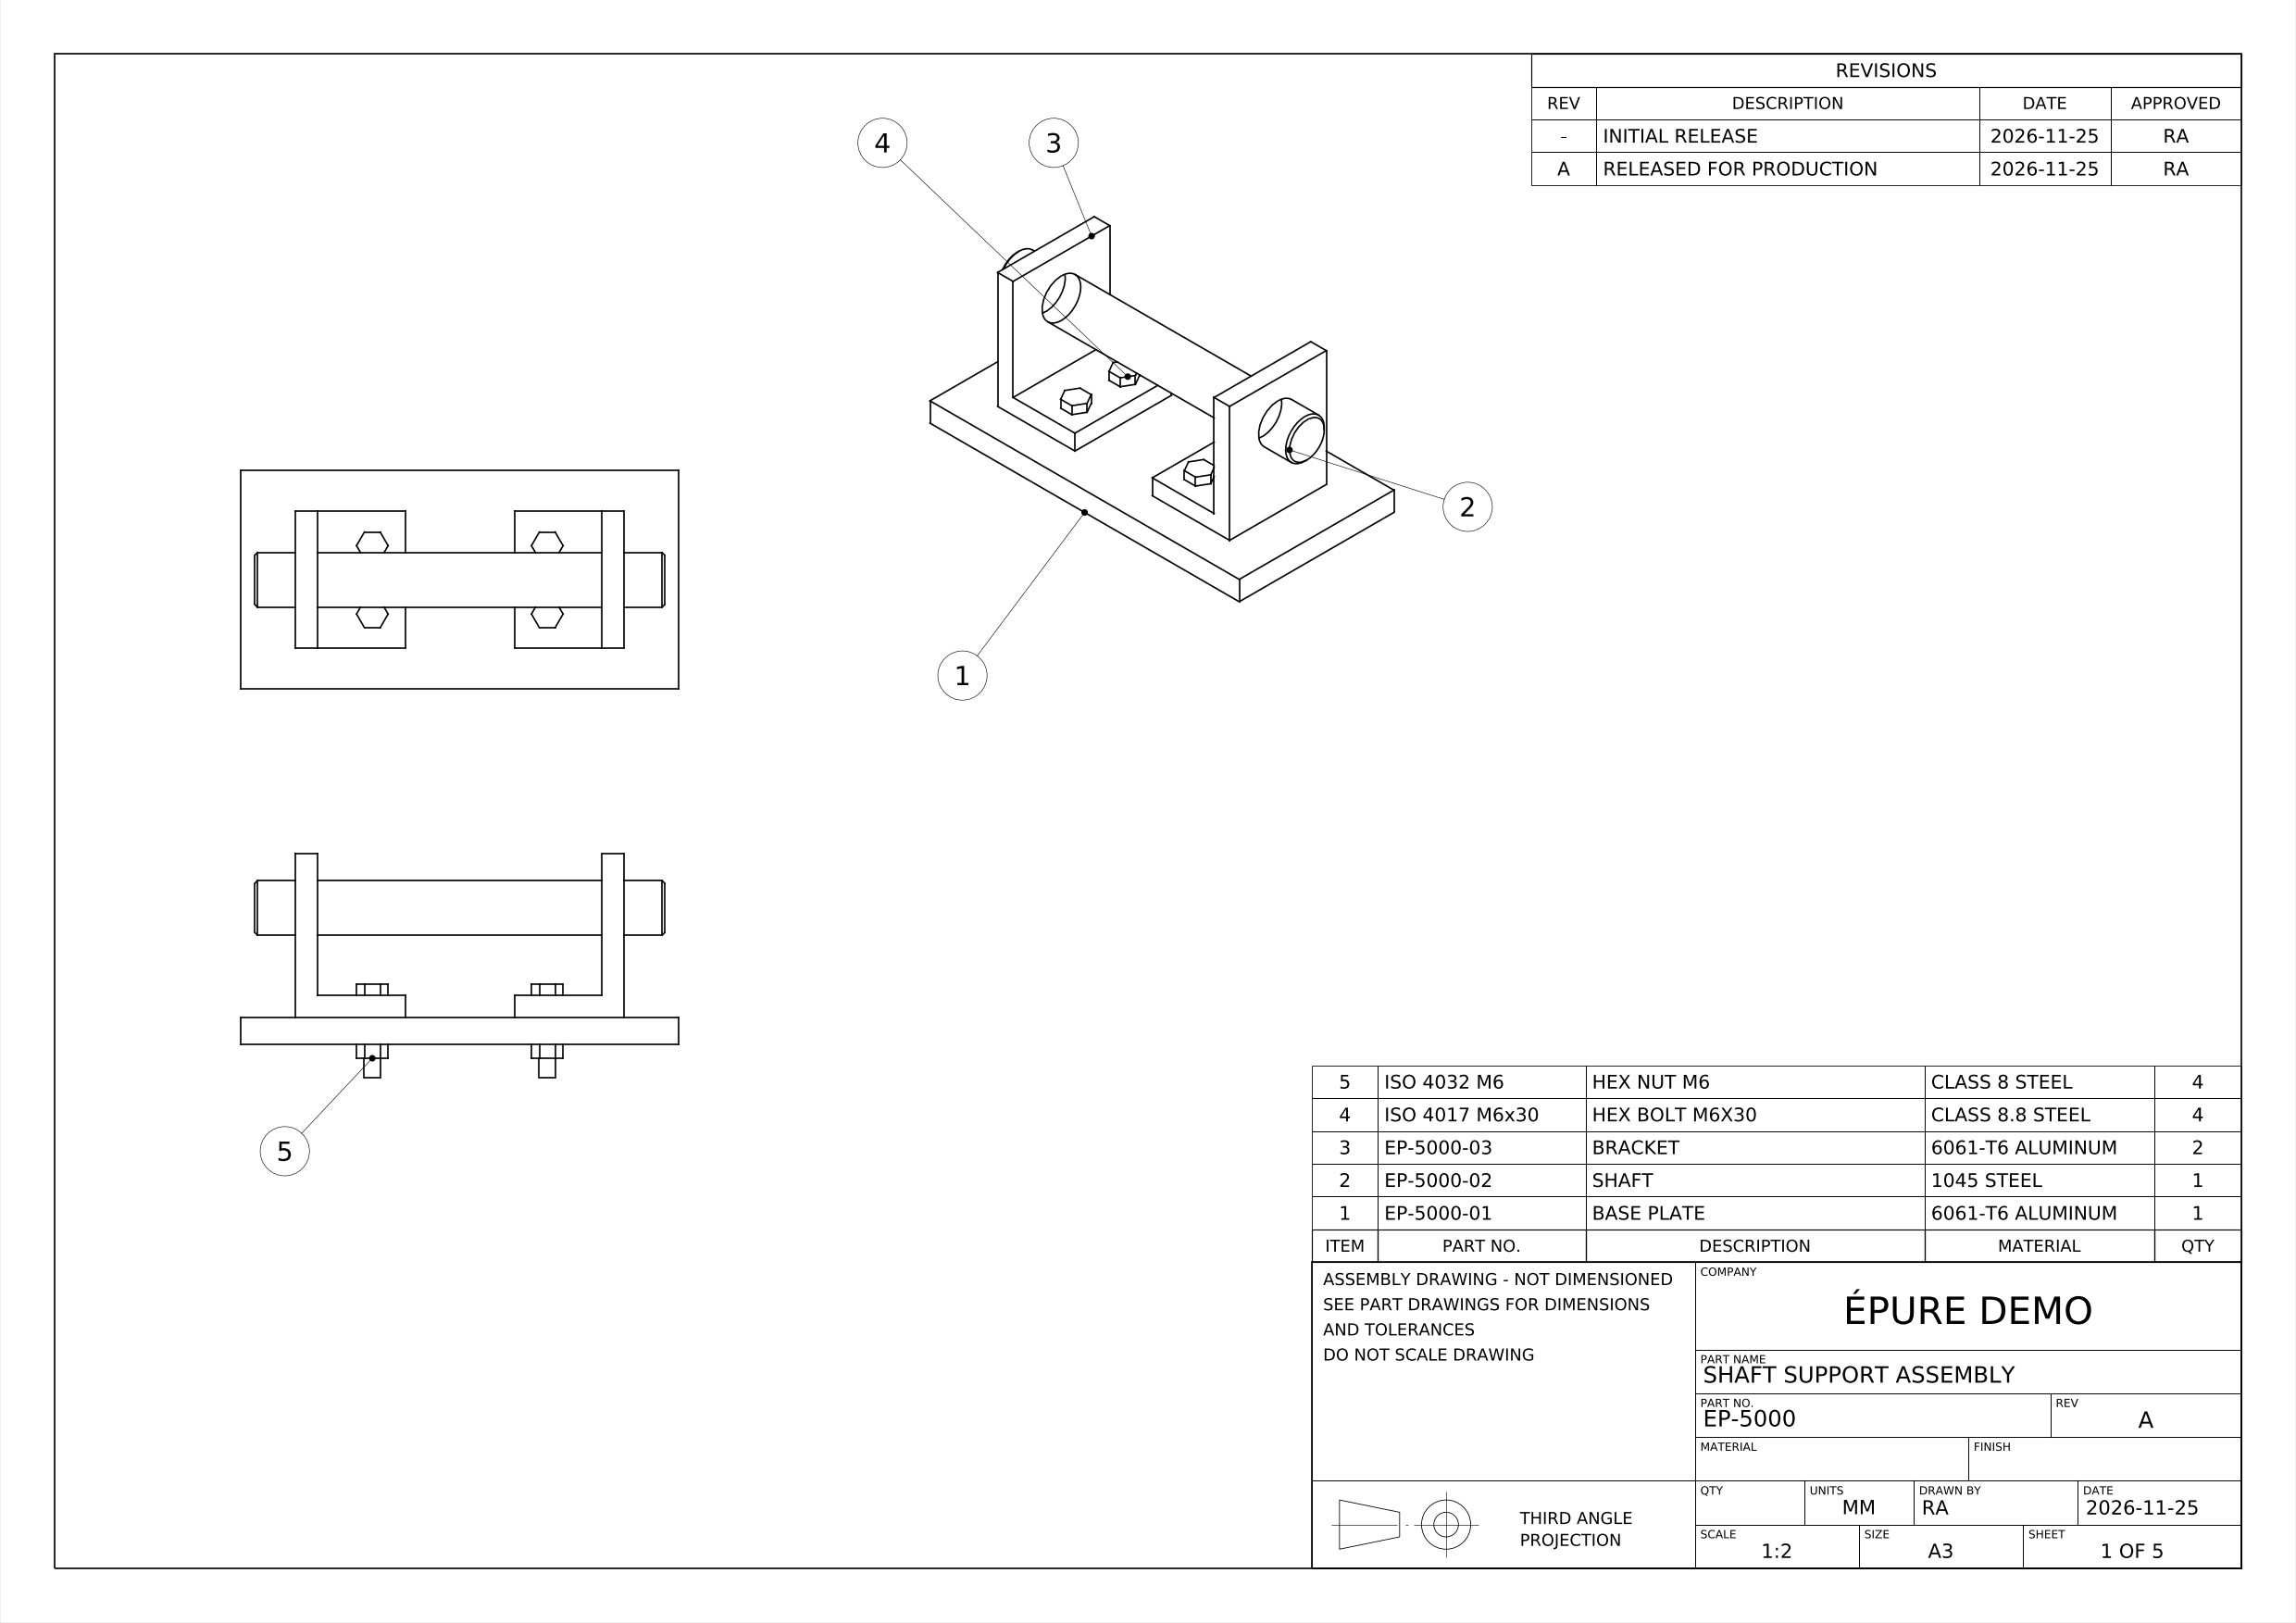 REVISIONS
REV DESCRIPTION DATE APPROVED
- INITIAL RELEASE 2026-11-25 RA
A RELEASED FOR PRODUCTION 2026-11-25 RA
4
3
2
1
5
5 ISO 4032 M6 HEX NUT M6 CLASS 8 STEEL 4
4 ISO 4017 M6x30 HEX BOLT M6X30 CLASS 8.8 STEEL 4
3 EP-5000-03 BRACKET 6061-T6 ALUMINUM 2
2 EP-5000-02 SHAFT 1045 STEEL 1
1 EP-5000-01 BASE PLATE 6061-T6 ALUMINUM 1
ITEM PART NO. DESCRIPTION MATERIAL QTY
ASSEMBLY DRAWING - NOT DIMENSIONED
SEE PART DRAWINGS FOR DIMENSIONS
AND TOLERANCES
DO NOT SCALE DRAWING
THIRD ANGLE
PROJECTION
COMPANY
ÉPURE DEMO
PART NAME
SHAFT SUPPORT ASSEMBLY
PART NO. REV
EP-5000 A
MATERIAL FINISH
QTY UNITS DRAWN BY DATE
MM RA 2026-11-25
SCALE SIZE SHEET
1:2 A3 1 OF 5